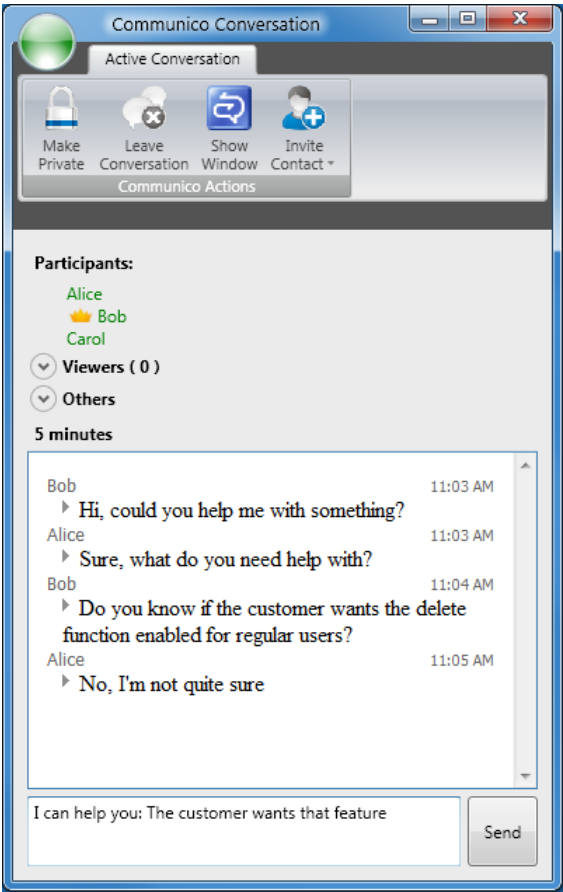 Communico Conversation
Active Conversation
Make Private
Leave Conversation
Show Window
Invite Contact
Communico Actions
Participants:
Alice
Bob
Carol
Viewers ( 0 )
Others
5 minutes
Bob 11:03 AM
Hi, could you help me with something?
Alice 11:03 AM
Sure, what do you need help with?
Bob 11:04 AM
Do you know if the customer wants the delete
function enabled for regular users?
Alice 11:05 AM
No, I'm not quite sure
I can help you: The customer wants that feature
Send